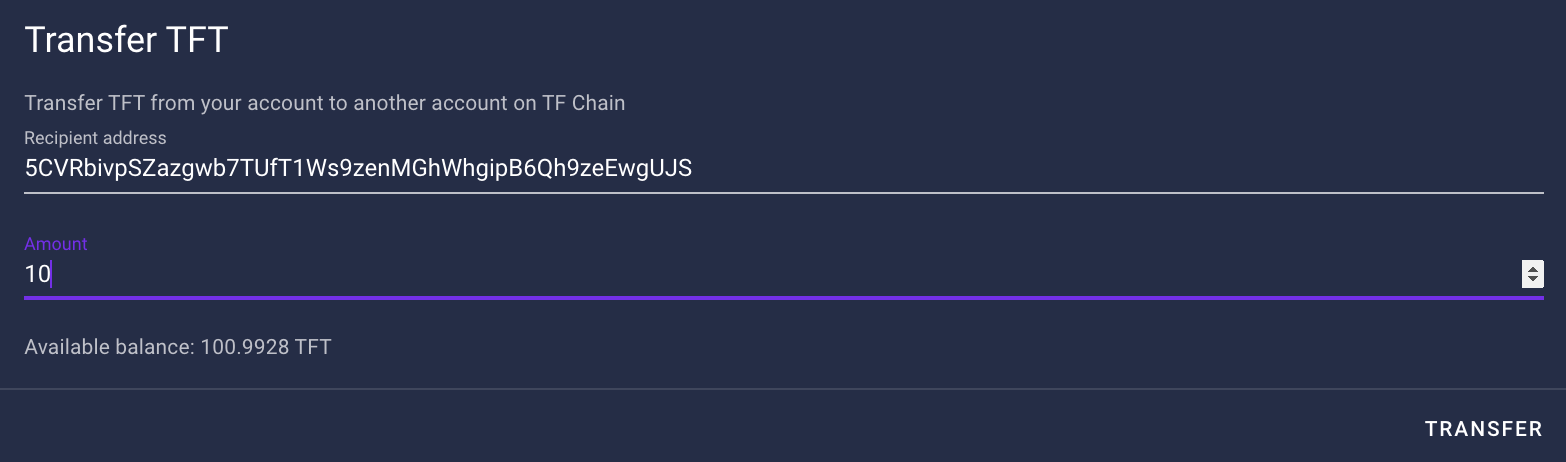 Transfer TFT
Transfer TFT from your account to another account on TF Chain
Recipient address
5CVRbivpSZazgwb7TUfT1Ws9zenMGhWhgipB6Qh9zeEwgUJS
Amount
10
Available balance: 100.9928 TFT
TRANSFER